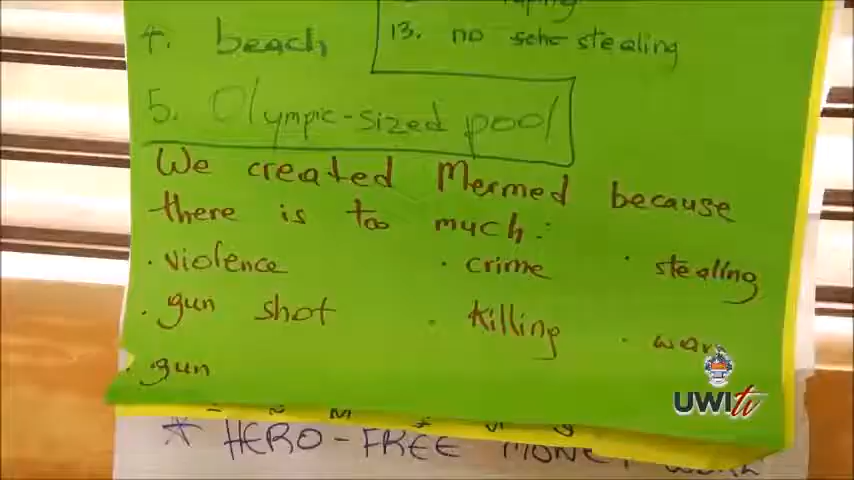 4. beach
13. no stealing
5. Olympic-sized pool
We created Mermed because
there is too much:
· violence · crime · stealing
· gun shot · killing · war
· gun
UWItv
* HERO-FREE MONEY